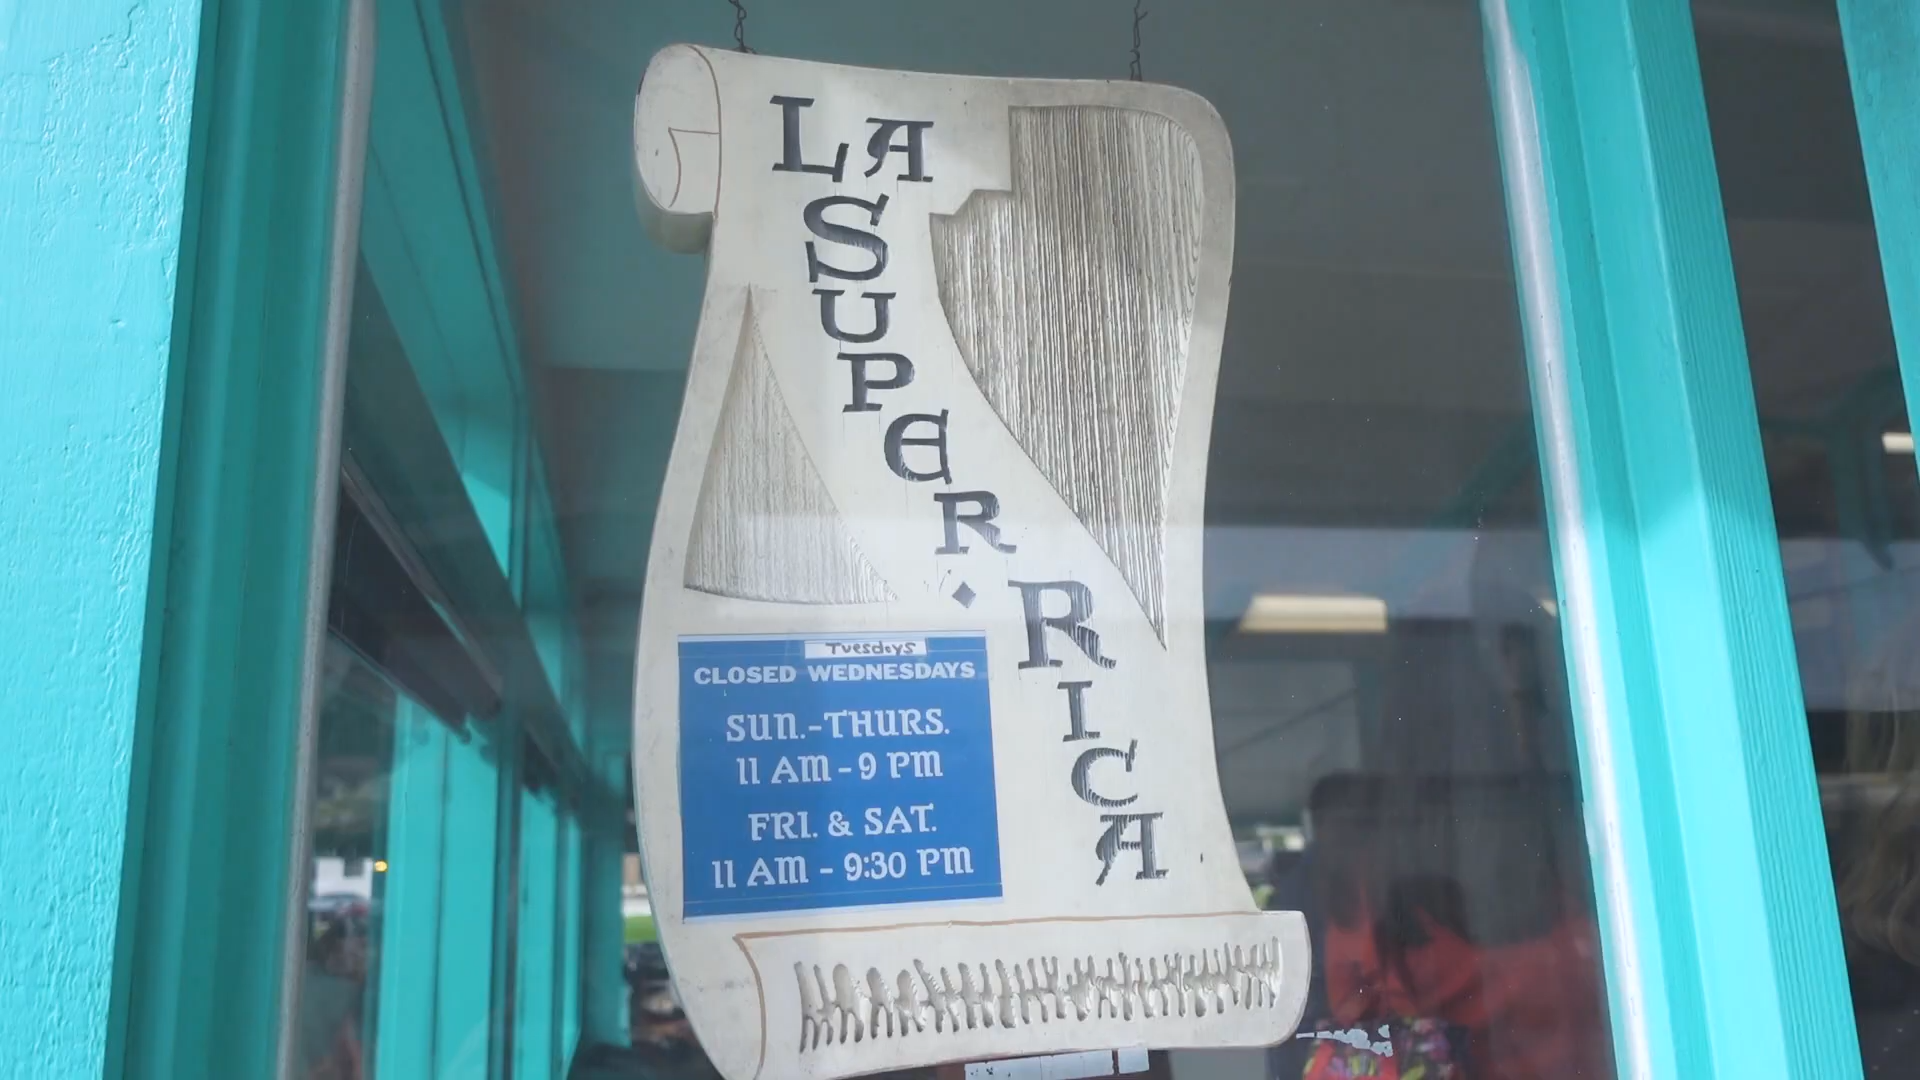 LA
SUPER
RICA
Tuesdays
CLOSED WEDNESDAYS
SUN.-THURS.
11 AM - 9 PM
FRI. & SAT.
11 AM - 9:30 PM